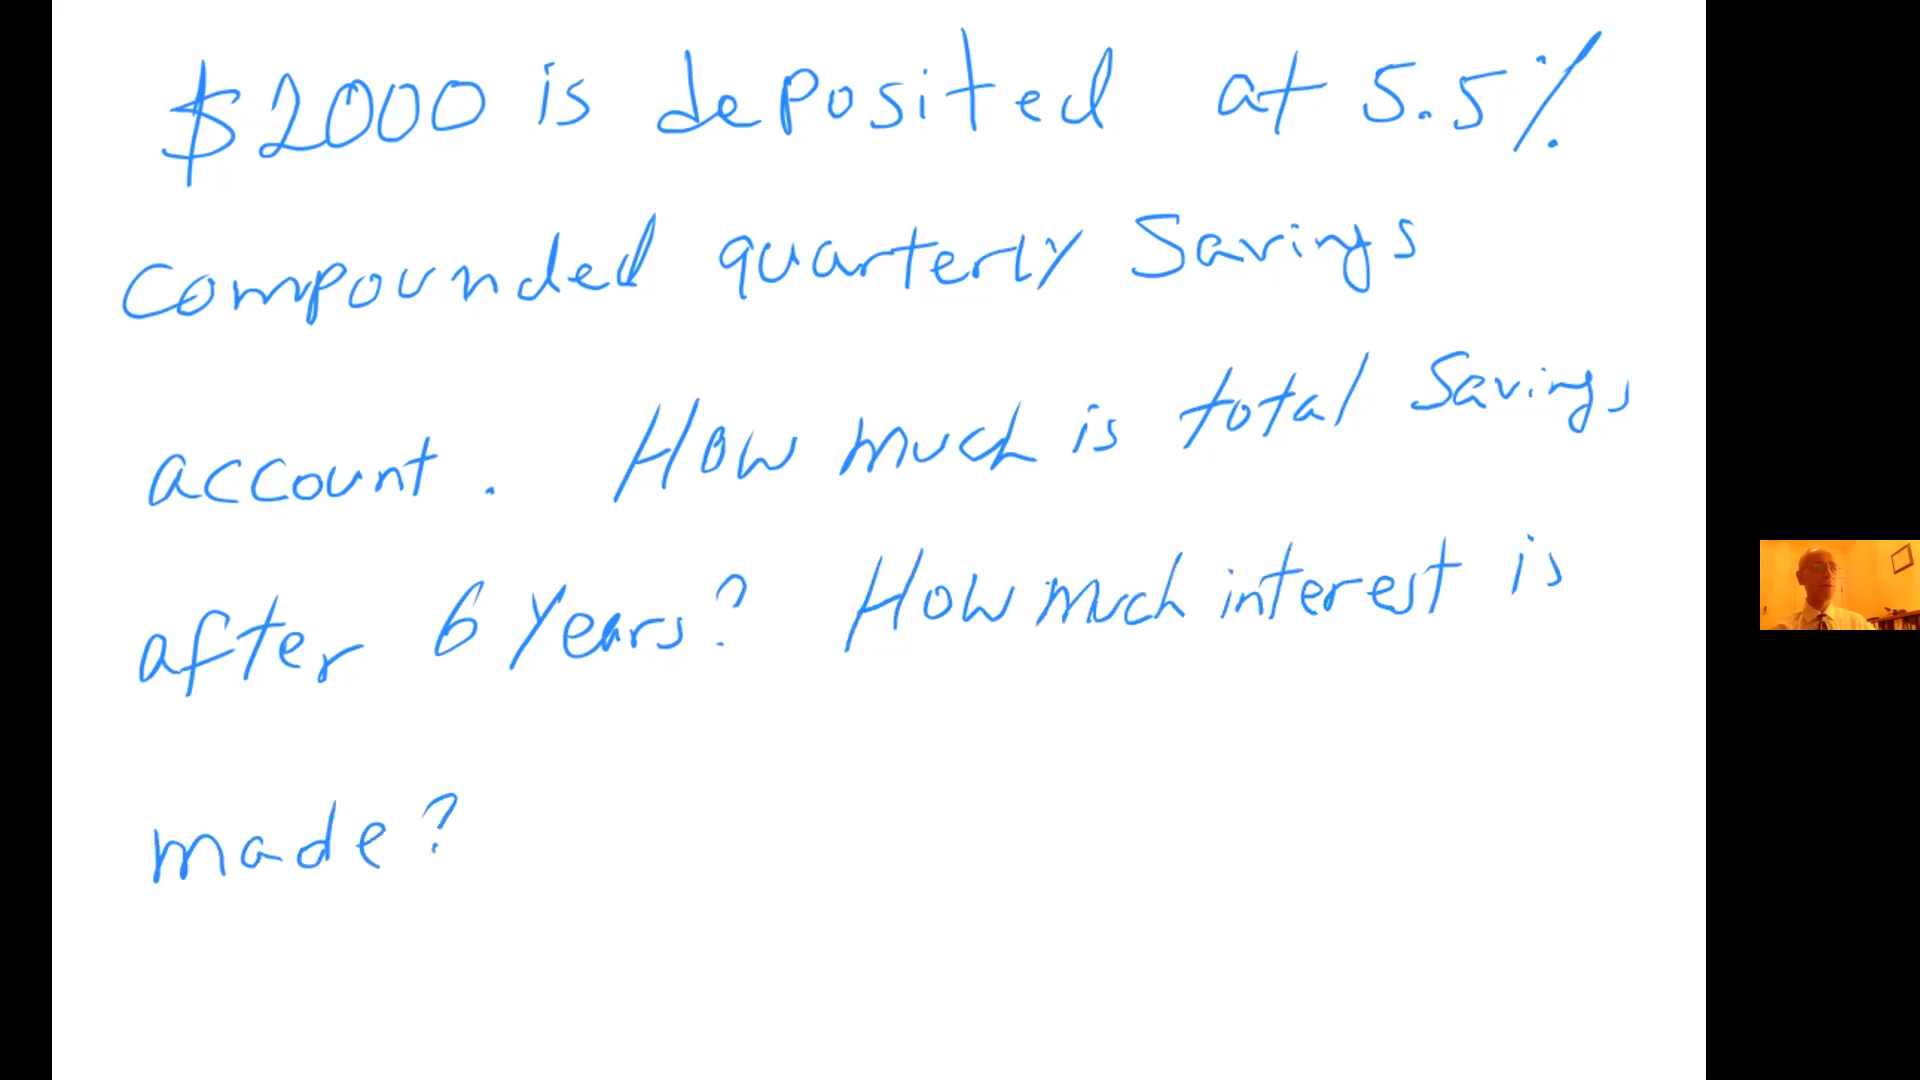 $2000 is deposited at 5.5%
compounded quarterly Savings
account. How much is total Savings
after 6 years? How much interest is
made?